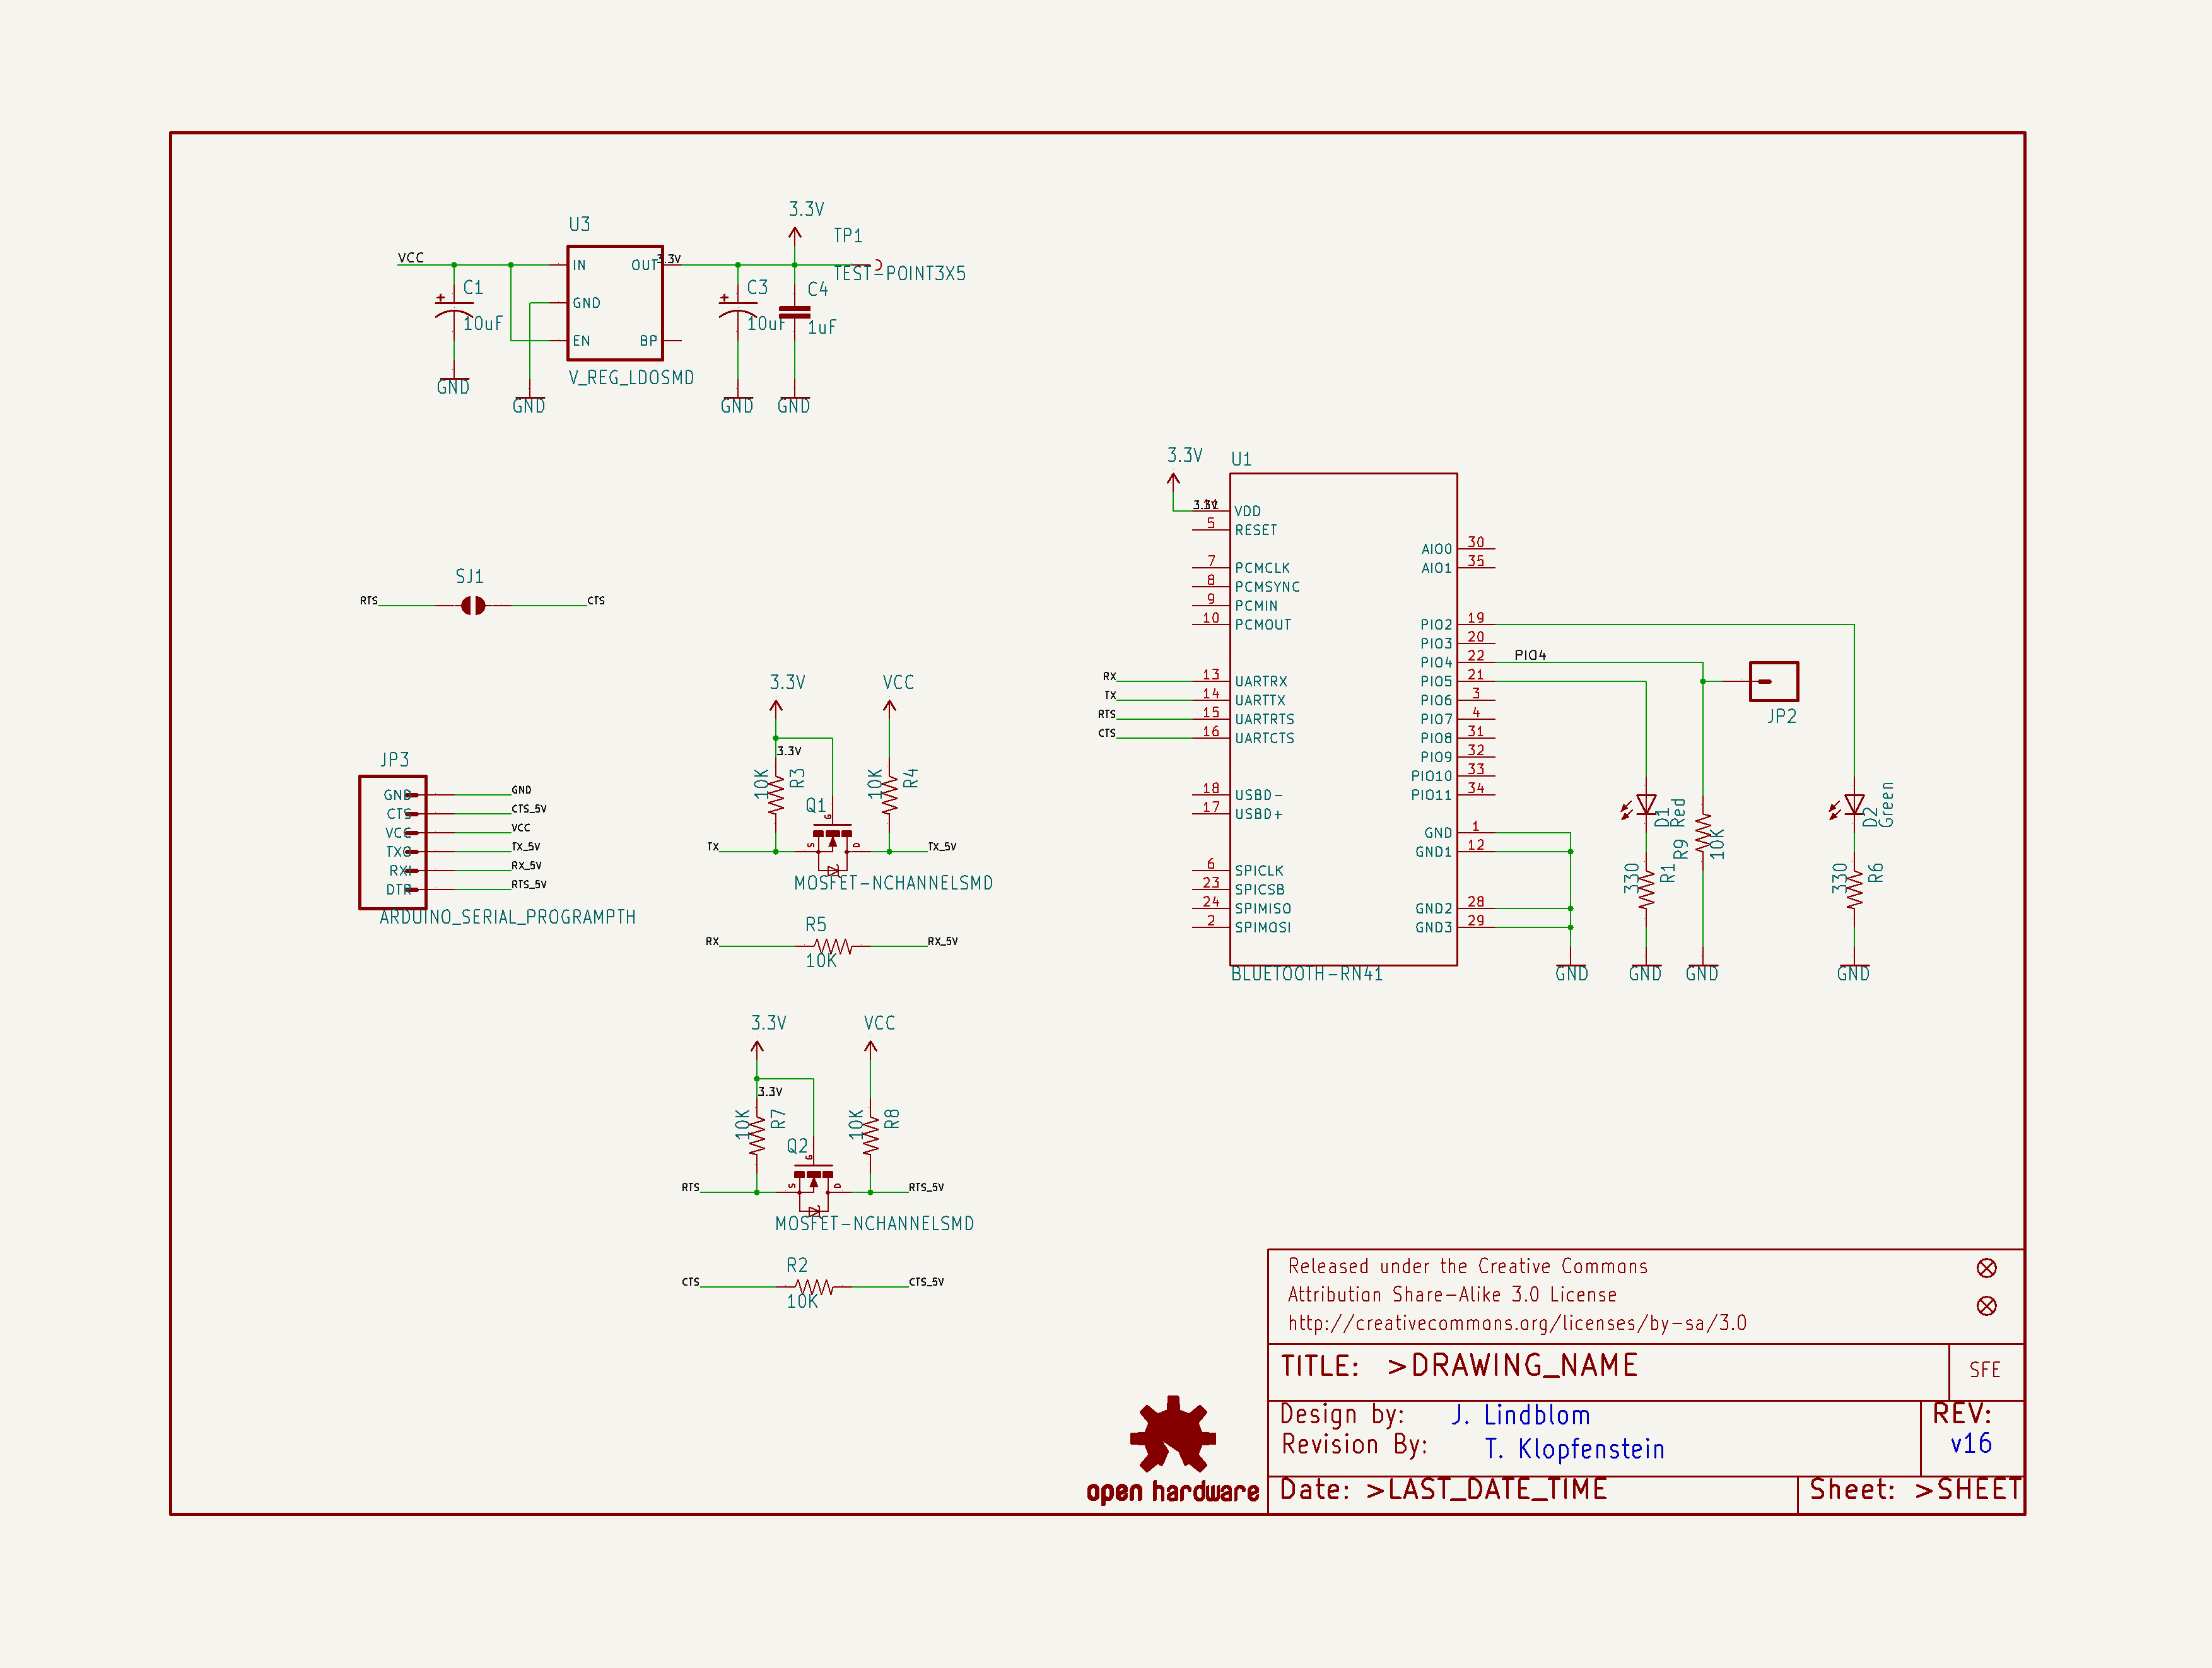 3.3V
U3
TP1
VCC
IN
OUT
3.3V
TEST-POINT3X5
C1
10uF
GND
EN
BP
C3
10uF
C4
1uF
V_REG_LDOSMD
GND
GND
GND
GND
SJ1
RTS
CTS
JP3
GND
GND
CTS
CTS_5V
VCC
VCC
TXO
TX_5V
RXI
RX_5V
DTR
RTS_5V
ARDUINO_SERIAL_PROGRAMPTH
3.3V
VCC
3.3V
10K
R3
10K
R4
Q1
G
S
D
TX
TX_5V
MOSFET-NCHANNELSMD
R5
RX
RX_5V
10K
3.3V
VCC
3.3V
10K
R7
10K
R8
Q2
G
S
D
RTS
RTS_5V
MOSFET-NCHANNELSMD
R2
CTS
CTS_5V
10K
3.3V
U1
3.3V
11
VDD
5
RESET
7
PCMCLK
8
PCMSYNC
9
PCMIN
10
PCMOUT
RX
13
UARTRX
TX
14
UARTTX
RTS
15
UARTRTS
CTS
16
UARTCTS
18
USBD-
17
USBD+
6
SPICLK
23
SPICSB
24
SPIMISO
2
SPIMOSI
AIO0
30
AIO1
35
PIO2
19
PIO3
20
PIO4
22
PIO4
PIO5
21
PIO6
3
PIO7
4
PIO8
31
PIO9
32
PIO10
33
PIO11
34
GND
1
GND1
12
GND2
28
GND3
29
BLUETOOTH-RN41
JP2
D1
Red
330
R1
R9
10K
D2
Green
330
R6
GND
GND
GND
GND
Released under the Creative Commons
Attribution Share-Alike 3.0 License
http://creativecommons.org/licenses/by-sa/3.0
TITLE: >DRAWING_NAME
SFE
Design by: J. Lindblom
Revision By: T. Klopfenstein
REV:
v16
Date: >LAST_DATE_TIME
Sheet: >SHEET
open hardware